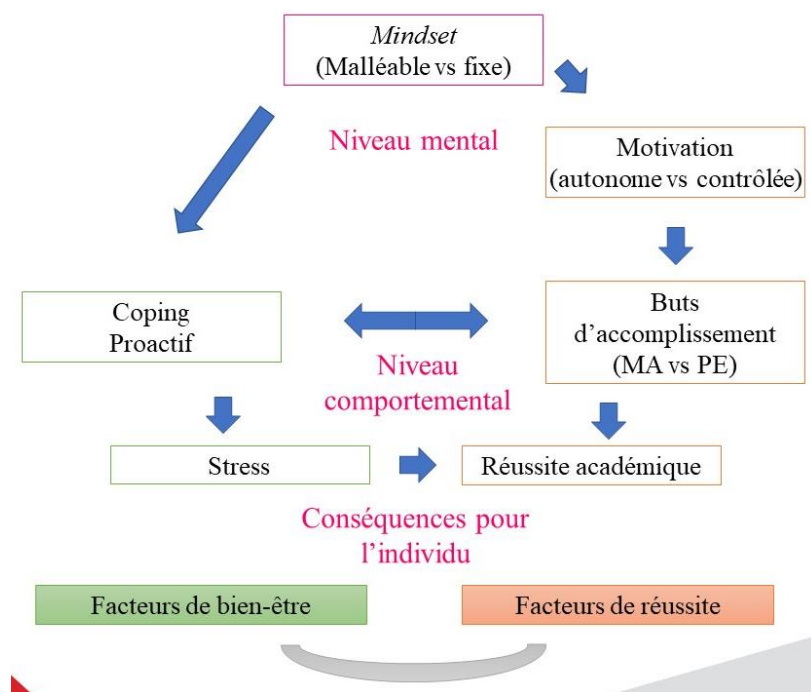 Mindset
(Malléable vs fixe)
Niveau mental
Motivation
(autonome vs contrôlée)
Coping
Proactif
Buts
d’accomplissement
(MA vs PE)
Niveau
comportemental
Stress
Réussite académique
Conséquences pour
l’individu
Facteurs de bien-être
Facteurs de réussite